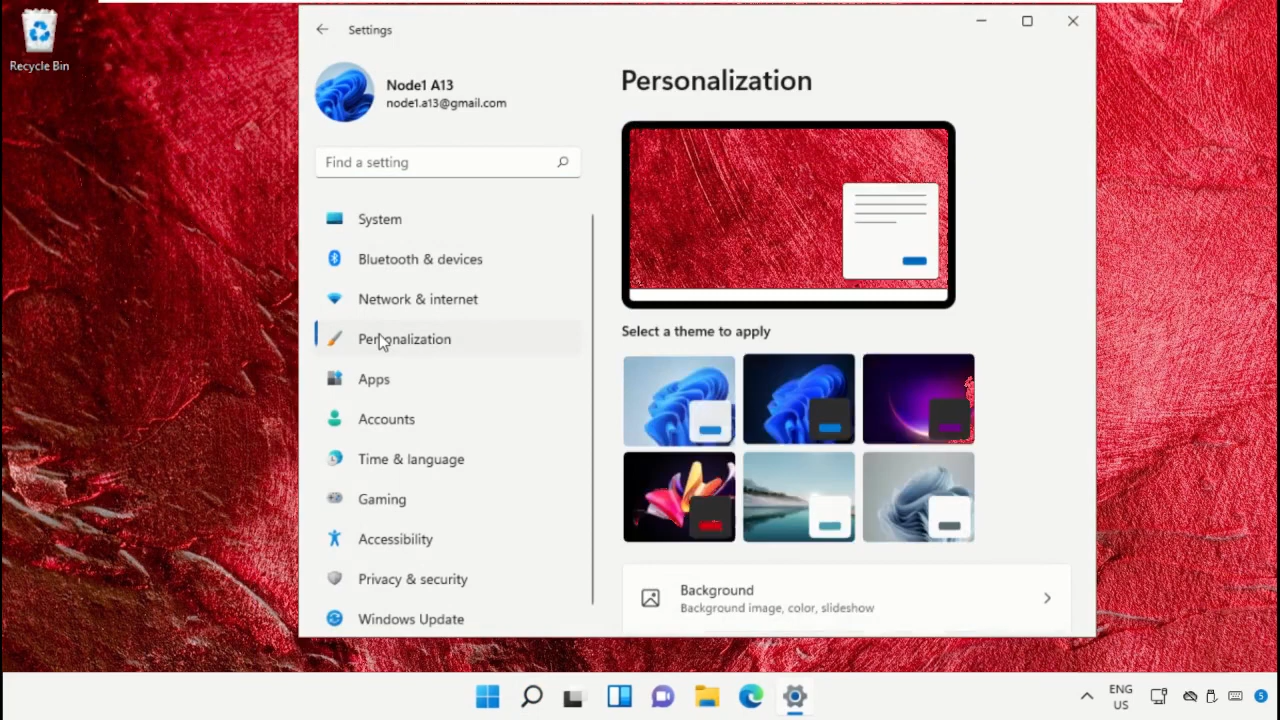 Recycle Bin
Settings
Node1 A13
node1.a13@gmail.com
Find a setting
System
Bluetooth & devices
Network & internet
Personalization
Apps
Accounts
Time & language
Gaming
Accessibility
Privacy & security
Windows Update
Personalization
Select a theme to apply
Background
Background image, color, slideshow
ENG
US
5